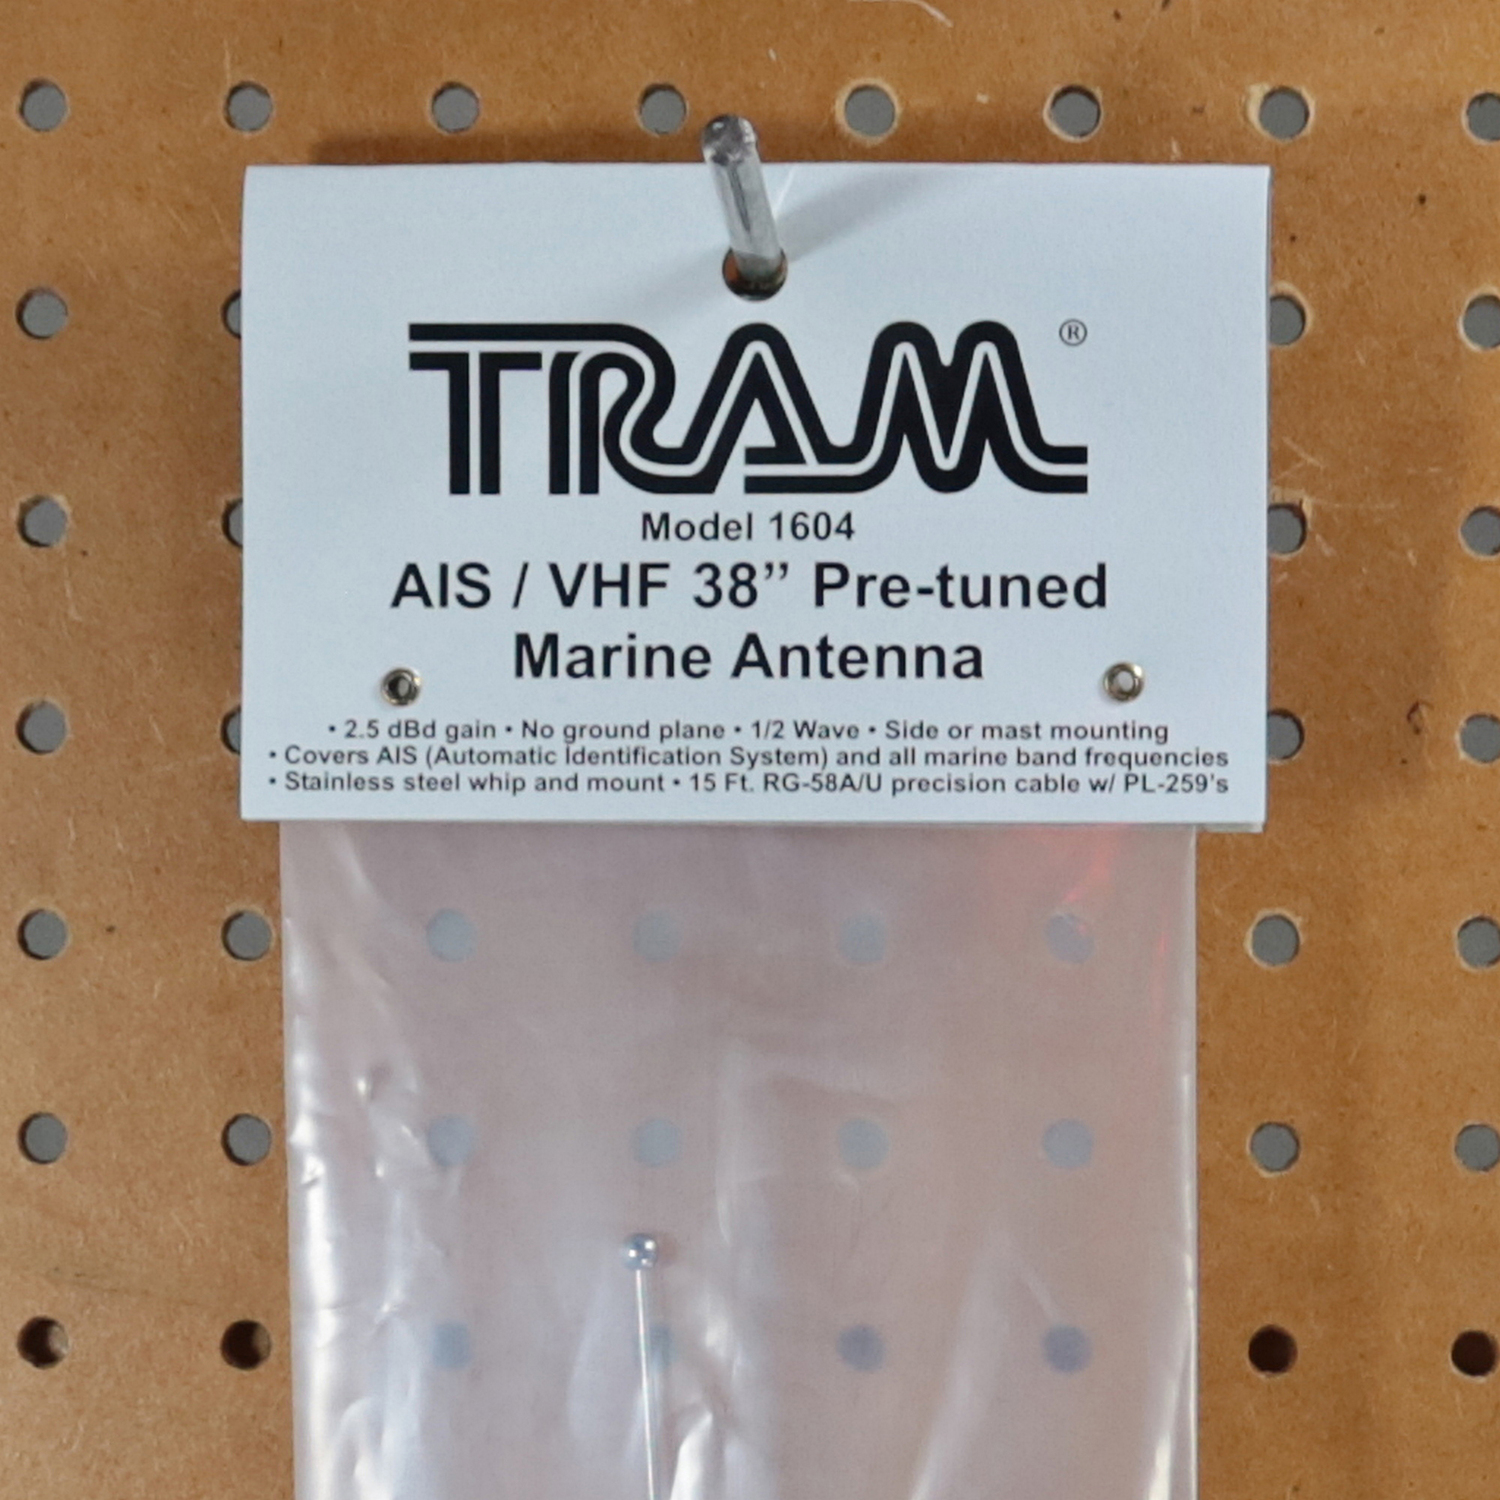 TRAM®
Model 1604
AIS / VHF 38” Pre-tuned
Marine Antenna
• 2.5 dBd gain • No ground plane • 1/2 Wave • Side or mast mounting
• Covers AIS (Automatic Identification System) and all marine band frequencies
• Stainless steel whip and mount • 15 Ft. RG-58A/U precision cable w/ PL-259's